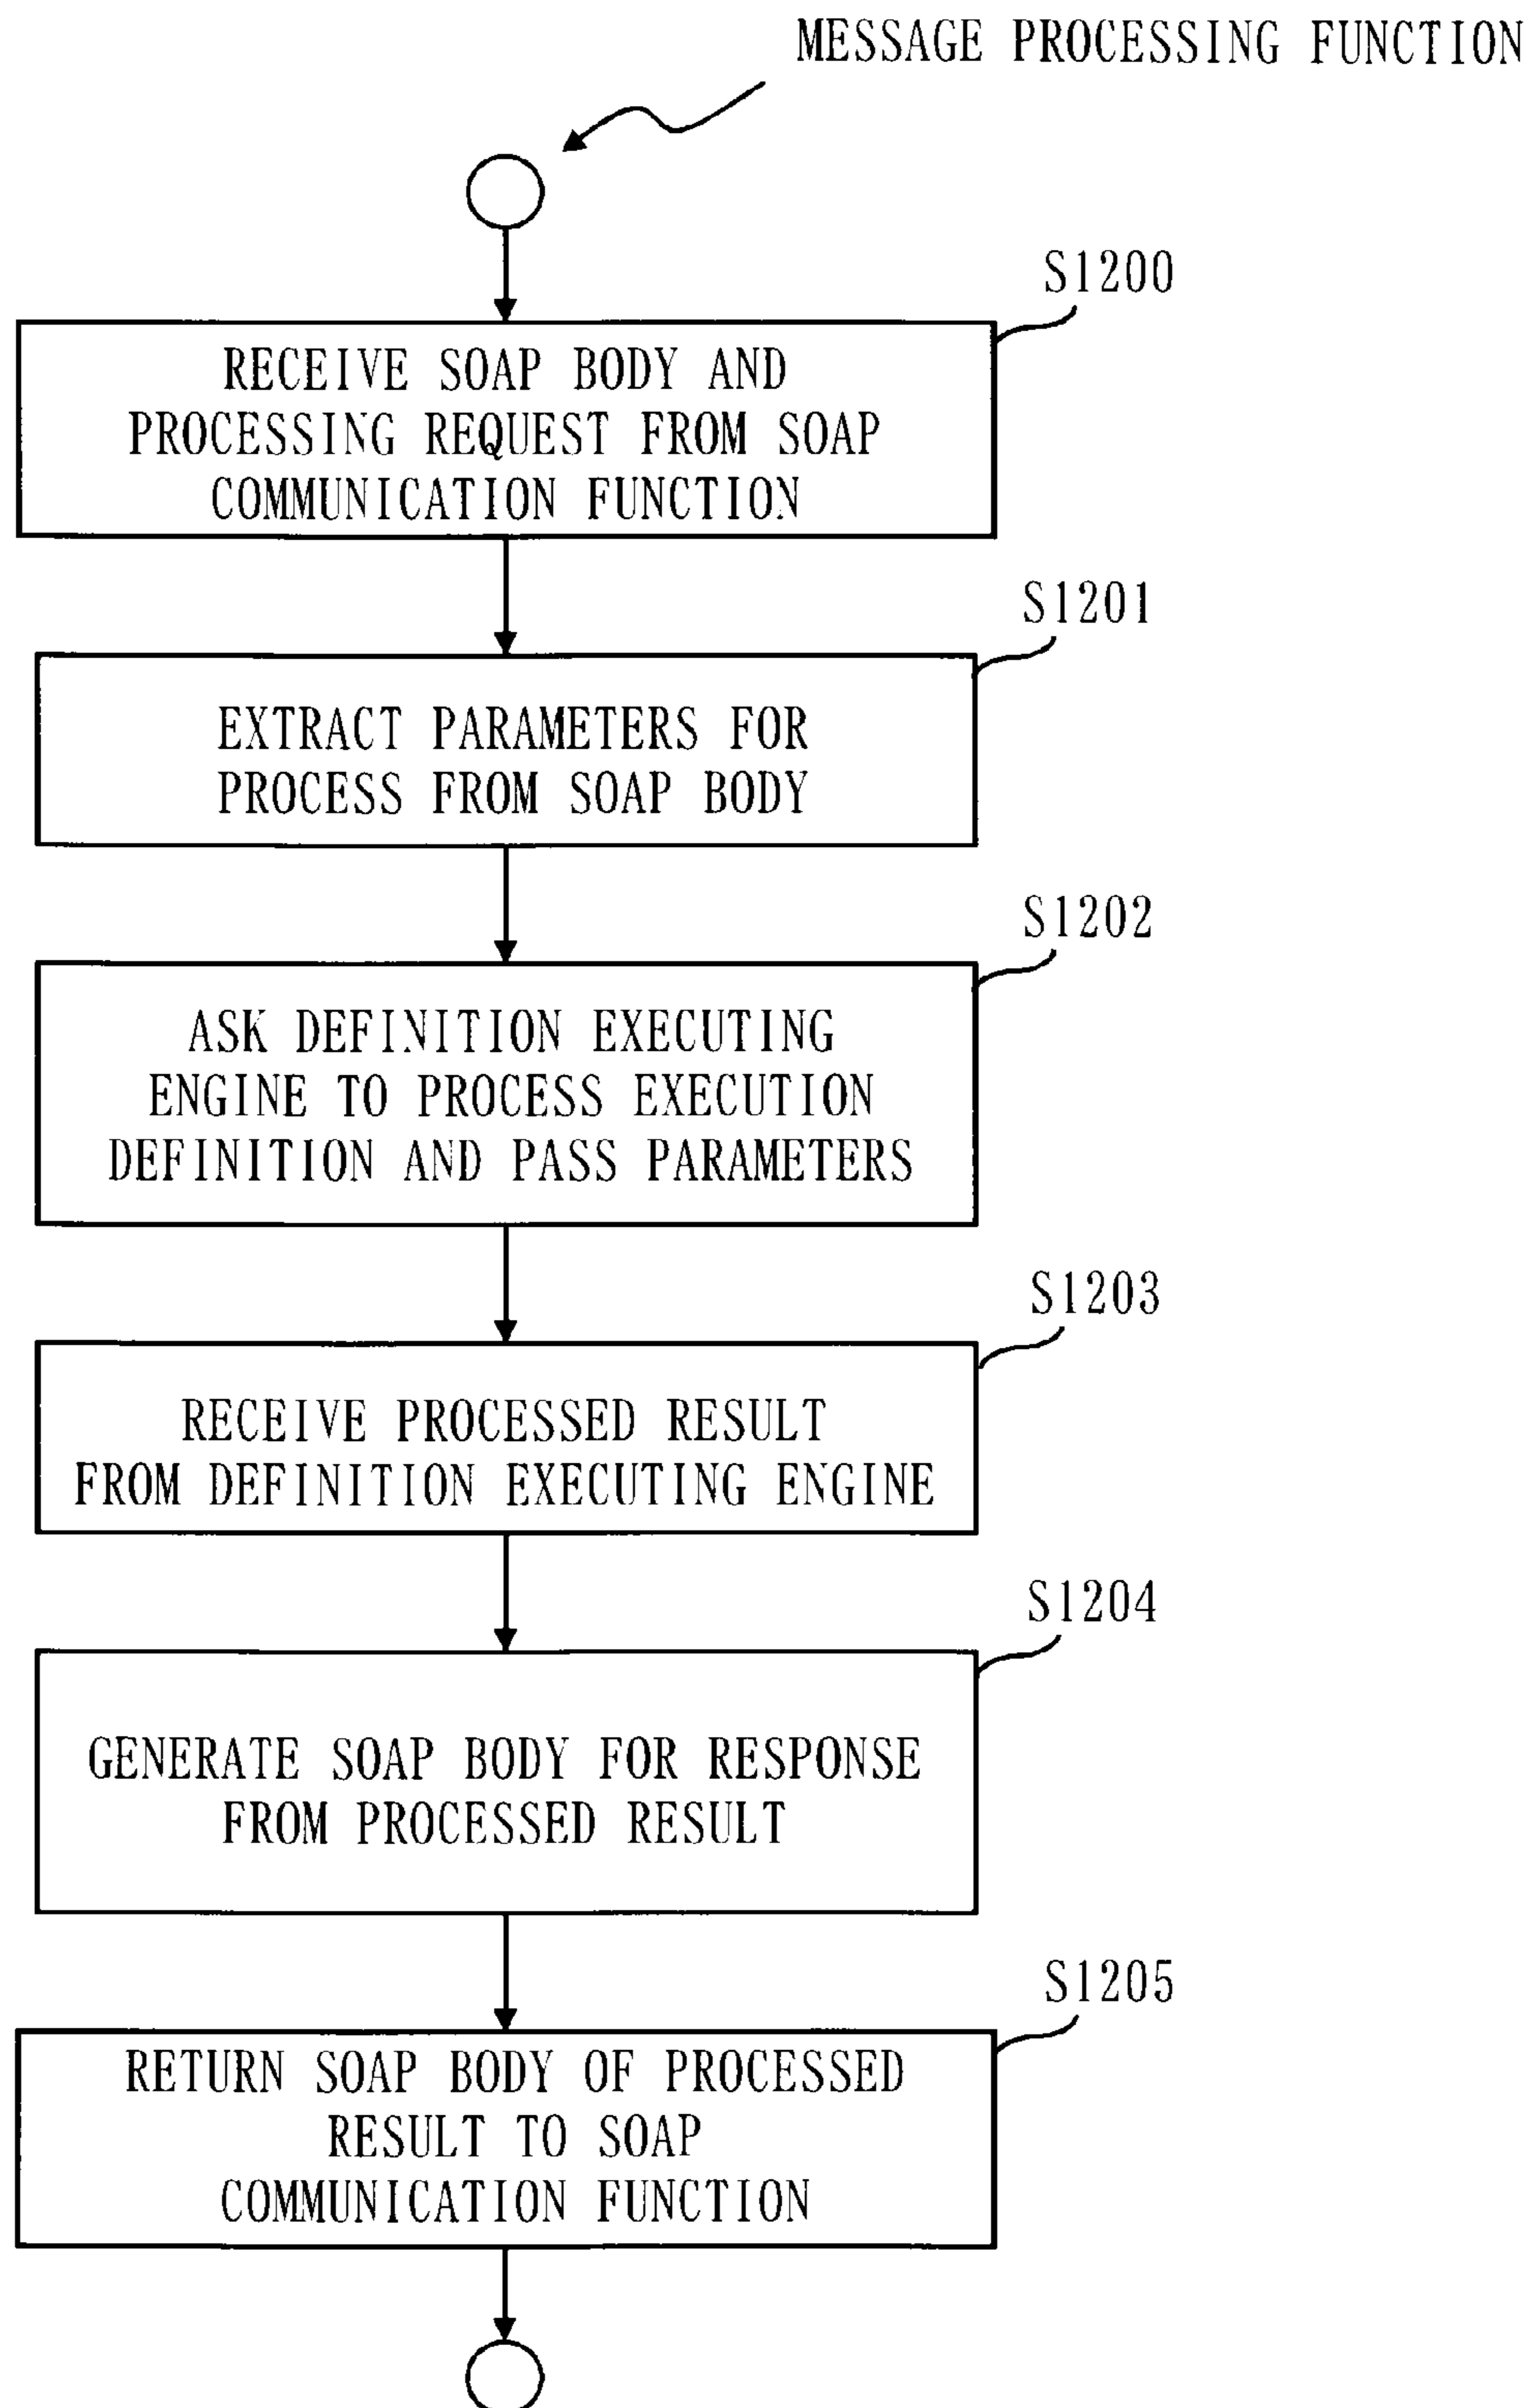 MESSAGE PROCESSING FUNCTION
S1200
RECEIVE SOAP BODY AND
PROCESSING REQUEST FROM SOAP
COMMUNICATION FUNCTION
S1201
EXTRACT PARAMETERS FOR
PROCESS FROM SOAP BODY
S1202
ASK DEFINITION EXECUTING
ENGINE TO PROCESS EXECUTION
DEFINITION AND PASS PARAMETERS
S1203
RECEIVE PROCESSED RESULT
FROM DEFINITION EXECUTING ENGINE
S1204
GENERATE SOAP BODY FOR RESPONSE
FROM PROCESSED RESULT
S1205
RETURN SOAP BODY OF PROCESSED
RESULT TO SOAP
COMMUNICATION FUNCTION